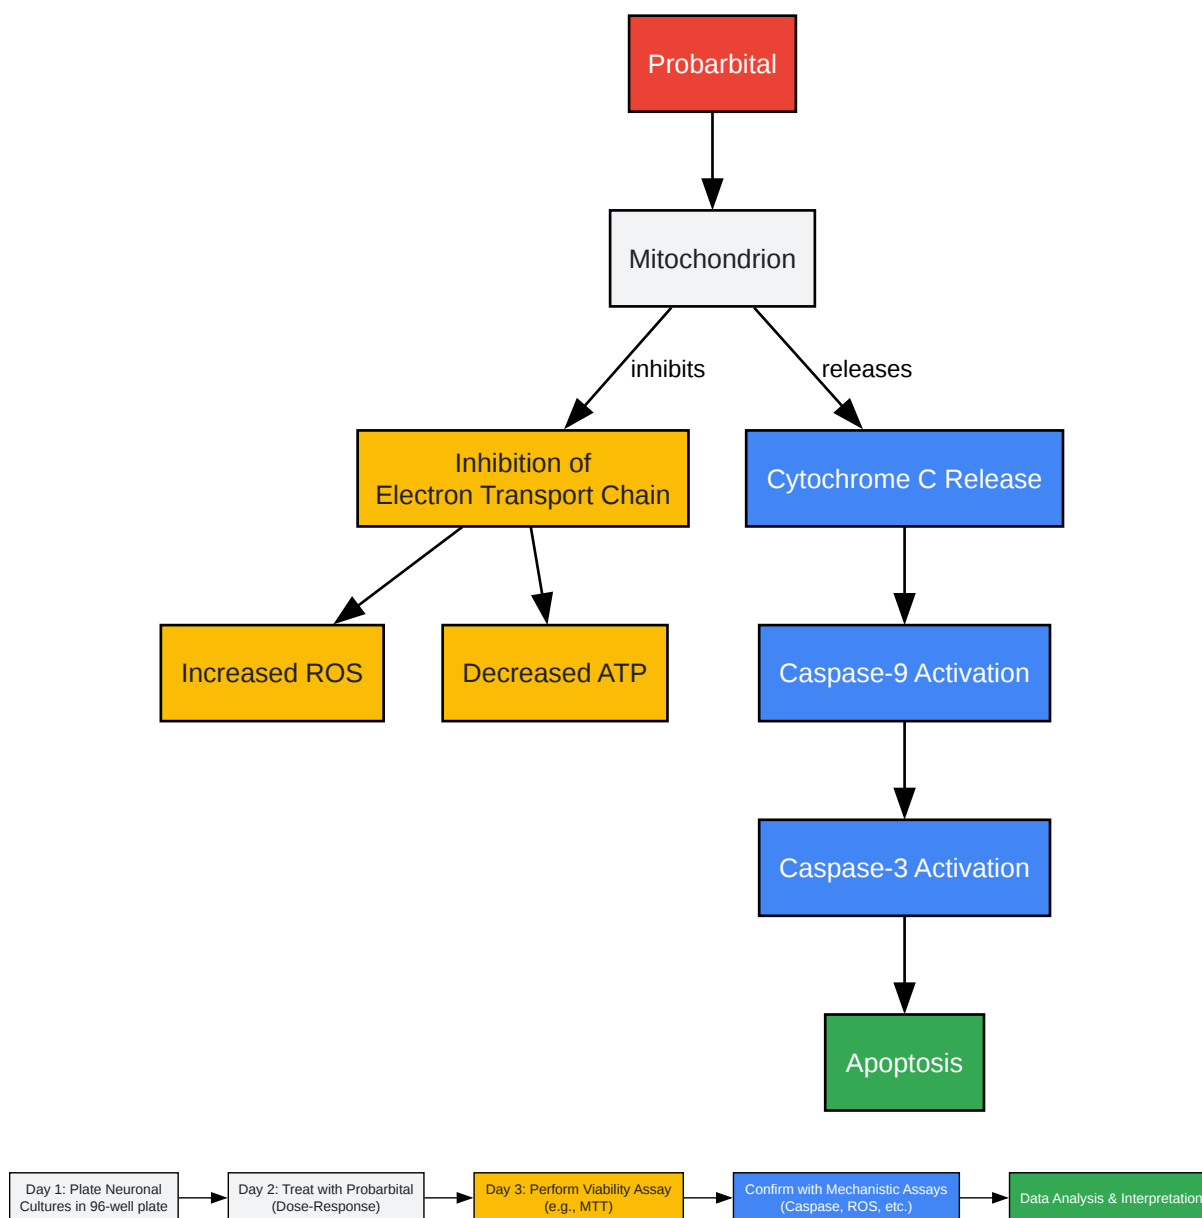 Probarbital
Mitochondrion
inhibits
releases
Inhibition of
Electron Transport Chain
Cytochrome C Release
Increased ROS
Decreased ATP
Caspase-9 Activation
Caspase-3 Activation
Apoptosis
Day 1: Plate Neuronal
Cultures in 96-well plate
Day 2: Treat with Probarbital
(Dose-Response)
Day 3: Perform Viability Assay
(e.g., MTT)
Confirm with Mechanistic Assays
(Caspase, ROS, etc.)
Data Analysis & Interpretation